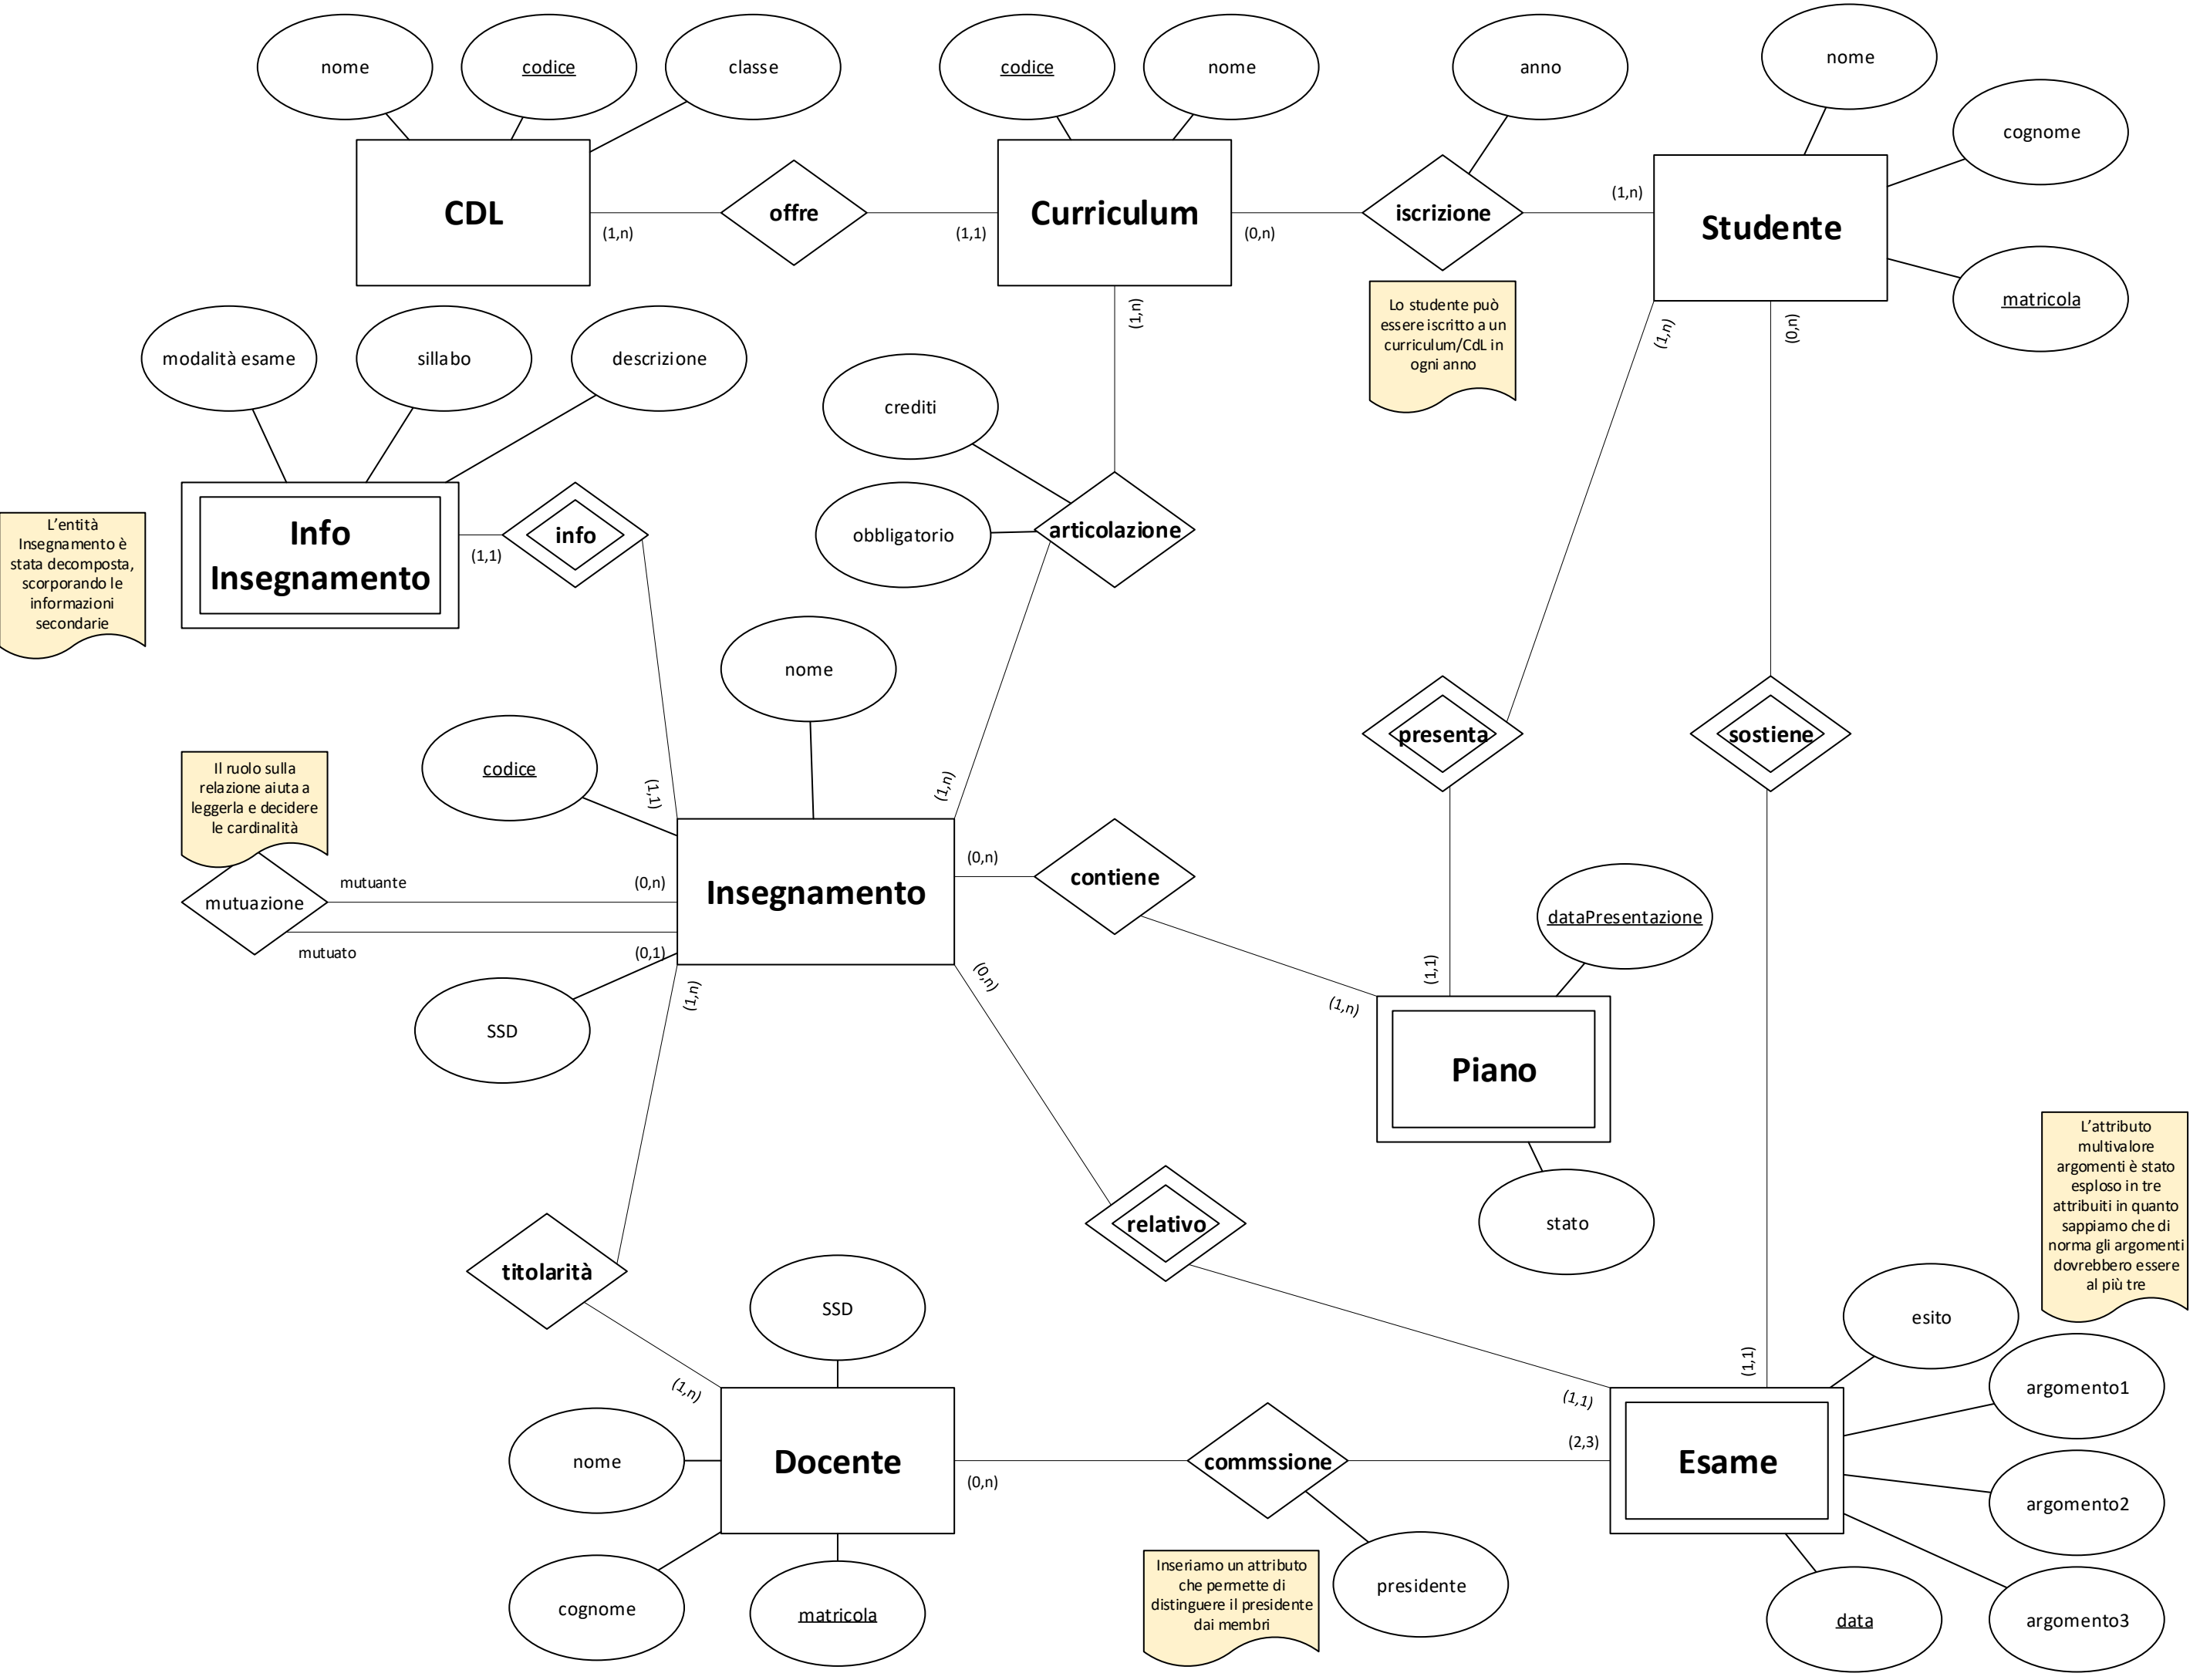 nome
codice
classe
codice
nome
anno
nome
cognome
matricola
CDL
(1,n)
offre
(1,1)
Curriculum
(0,n)
iscrizione
(1,n)
Studente
Lo studente può
essere iscritto a un
curriculum/CdL in
ogni anno
(1,n)
(1,n)
(0,n)
modalità esame
sillabo
descrizione
crediti
obbligatorio
articolazione
L'entità
Insegnamento è
stata decomposta,
scorporando le
informazioni
secondarie
Info
Insegnamento
(1,1)
info
nome
codice
(1,1)
(1,n)
presenta
sostiene
Il ruolo sulla
relazione aiuta a
leggerla e decidere
le cardinalità
mutuazione
mutuante
(0,n)
mutuato
(0,1)
Insegnamento
(0,n)
contiene
dataPresentazione
(1,1)
(1,n)
SSD
(1,n)
(0,n)
Piano
stato
L'attributo
multivalore
argomenti è stato
esploso in tre
attribuiti in quanto
sappiamo che di
norma gli argomenti
dovrebbero essere
al più tre
relativo
titolarità
SSD
esito
(1,1)
argomento1
(1,n)
(1,1)
(2,3)
nome
Docente
(0,n)
commssione
Esame
argomento2
cognome
matricola
Inseriamo un attributo
che permette di
distinguere il presidente
dai membri
presidente
data
argomento3